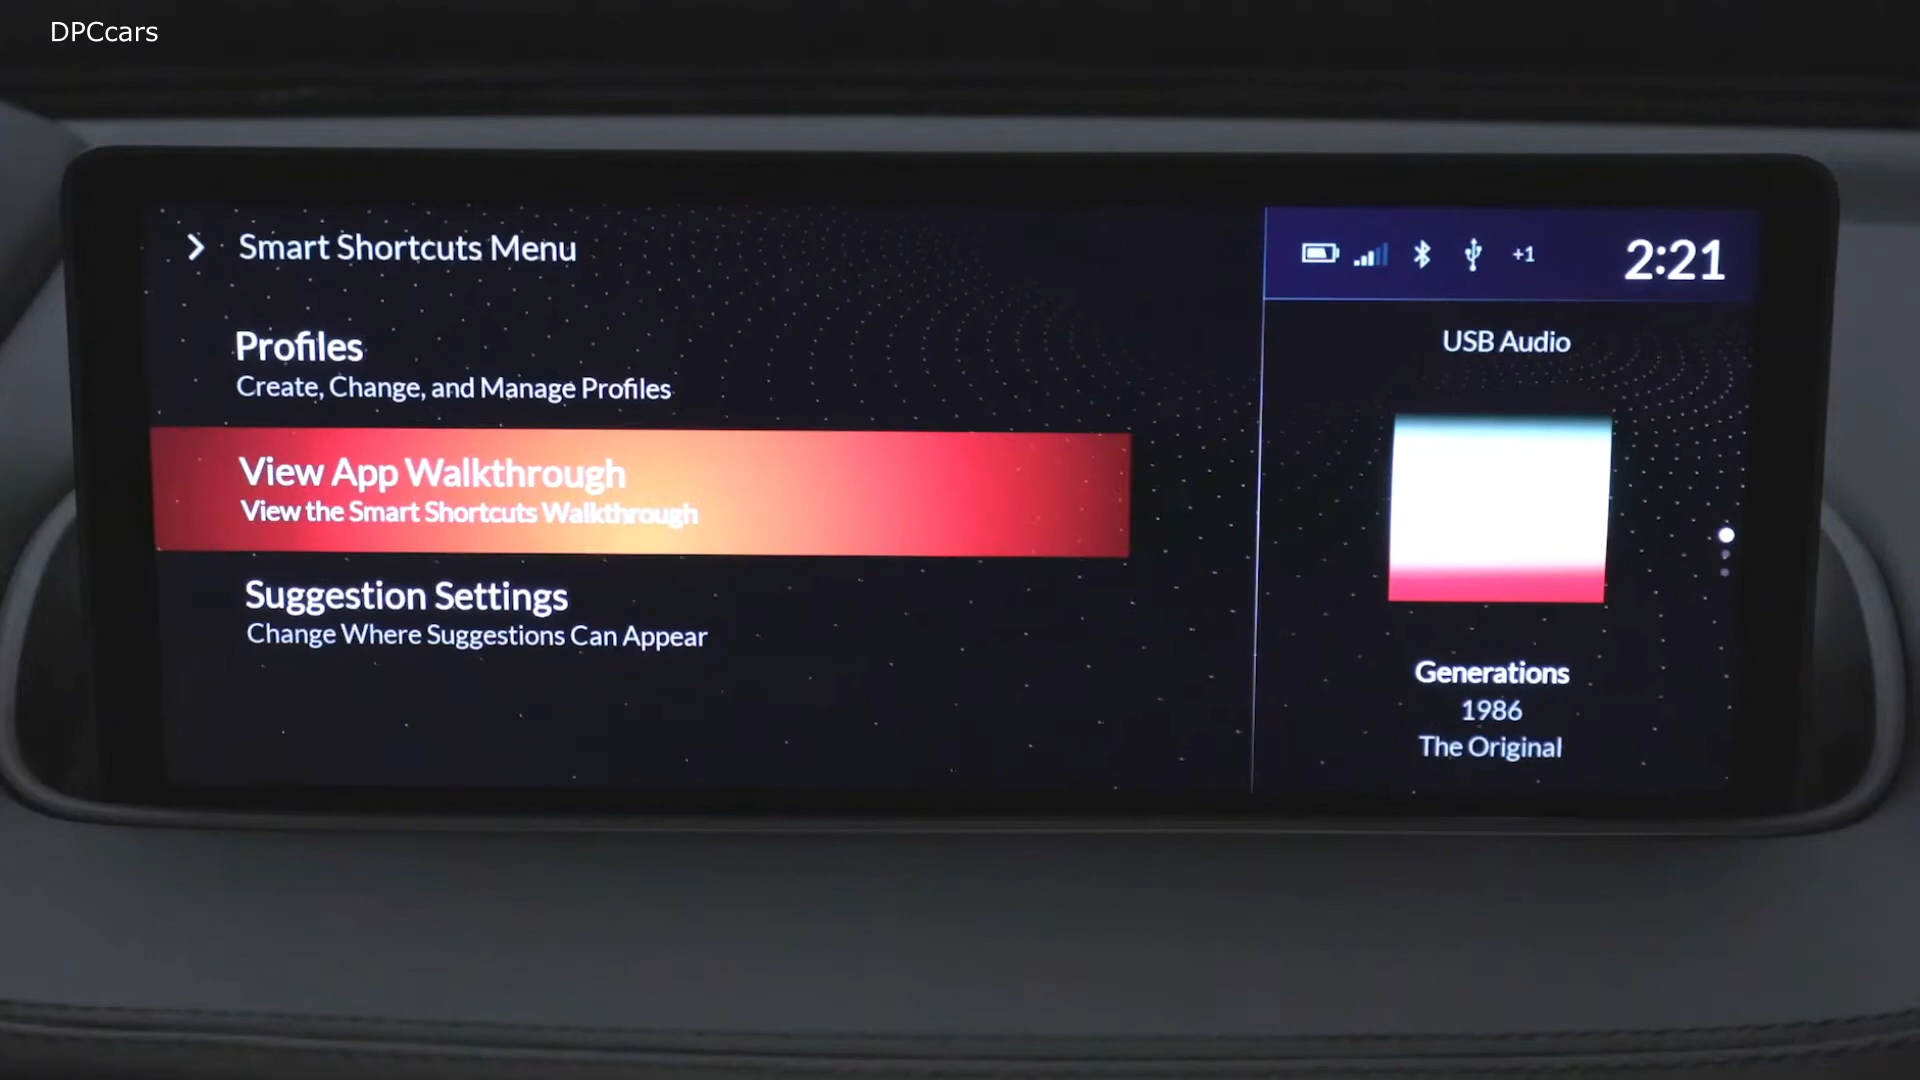 DPCcars
Smart Shortcuts Menu
Profiles
Create, Change, and Manage Profiles
View App Walkthrough
View the Smart Shortcuts Walkthrough
Suggestion Settings
Change Where Suggestions Can Appear
+1
2:21
USB Audio
Generations
1986
The Original